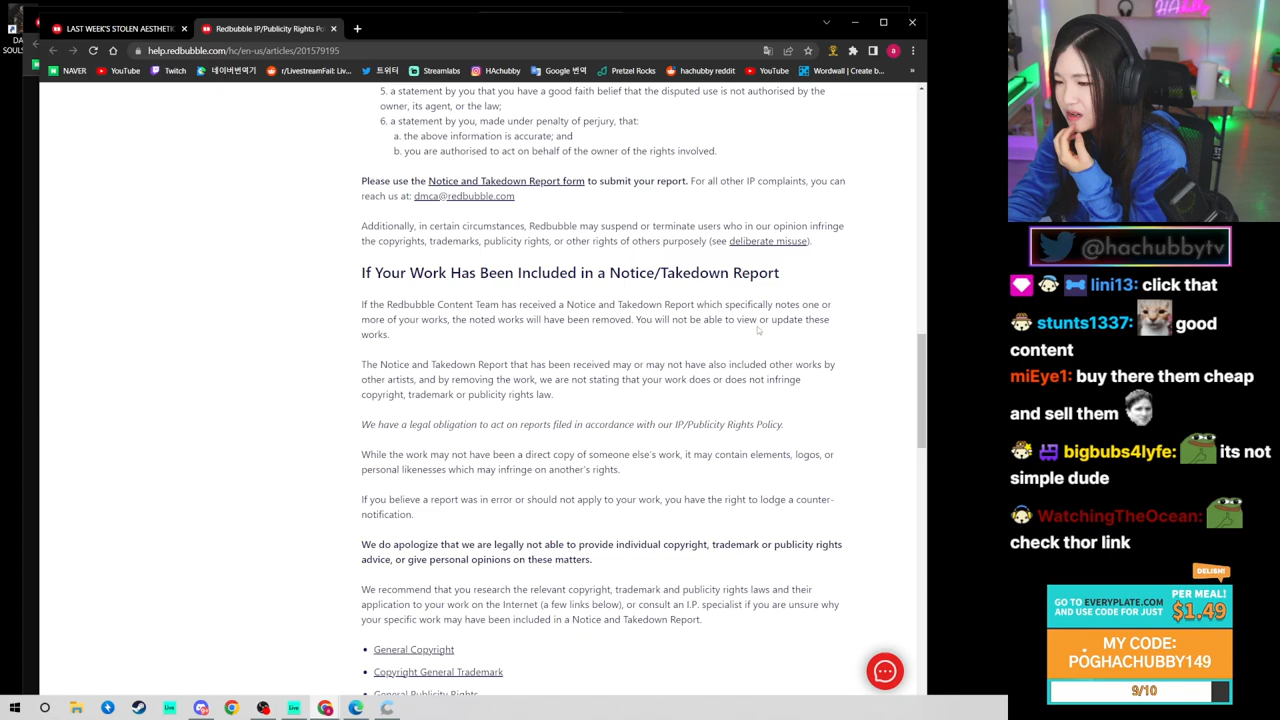 LAST WEEK'S STOLEN AESTHETIC
Redbubble IP/Publicity Rights Po
help.redbubble.com/hc/en-us/articles/201579195
NAVER
YouTube
Twitch
네이버번역기
r/LivestreamFail: Liv...
트위티
Streamlabs
HAchubby
Google 번역
Pretzel Rocks
hachubby reddit
YouTube
Wordwall | Create b...
5. a statement by you that you have a good faith belief that the disputed use is not authorised by the
owner, its agent, or the law;
6. a statement by you, made under penalty of perjury, that:
a. the above information is accurate; and
b. you are authorised to act on behalf of the owner of the rights involved.
Please use the Notice and Takedown Report form to submit your report. For all other IP complaints, you can
reach us at: dmca@redbubble.com
Additionally, in certain circumstances, Redbubble may suspend or terminate users who in our opinion infringe
the copyrights, trademarks, publicity rights, or other rights of others purposely (see deliberate misuse).
If Your Work Has Been Included in a Notice/Takedown Report
If the Redbubble Content Team has received a Notice and Takedown Report which specifically notes one or
more of your works, the noted works will have been removed. You will not be able to view or update these
works.
The Notice and Takedown Report that has been received may or may not have also included other works by
other artists, and by removing the work, we are not stating that your work does or does not infringe
copyright, trademark or publicity rights law.
We have a legal obligation to act on reports filed in accordance with our IP/Publicity Rights Policy.
While the work may not have been a direct copy of someone else's work, it may contain elements, logos, or
personal likenesses which may infringe on another's rights.
If you believe a report was in error or should not apply to your work, you have the right to lodge a counter-
notification.
We do apologize that we are legally not able to provide individual copyright, trademark or publicity rights
advice, or give personal opinions on these matters.
We recommend that you research the relevant copyright, trademark and publicity rights laws and their
application to your work on the Internet (a few links below), or consult an I.P. specialist if you are unsure why
your specific work may have been included in a Notice and Takedown Report.
General Copyright
Copyright General Trademark
General Publicity Rights
@hachubbytv
lini13: click that
stunts1337: good
content
miEye1: buy there them cheap
and sell them
bigbubs4lyfe: its not
simple dude
WatchingTheOcean:
check thor link
DELISH!
GO TO EVERYPLATE.COM
AND USE CODE FOR JUST
PER MEAL!
$1.49
MY CODE:
POGHACHUBBY149
9/10